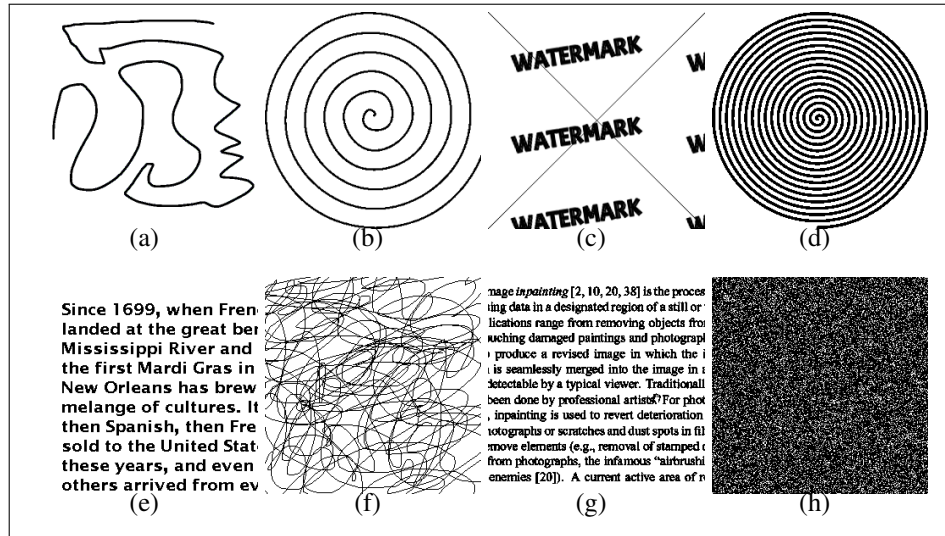 WATERMARK
W
WATERMARK
W
WATERMARK
W
(a)
(b)
(c)
(d)
Since 1699, when Fren
landed at the great ben
Mississippi River and
the first Mardi Gras in
New Orleans has brew
melange of cultures. It
then Spanish, then Fre
sold to the United Stat
these years, and even
others arrived from ev
mage inpainting [2, 10, 20, 38] is the proces
ing data in a designated region of a still or
lications range from removing objects fro
uching damaged paintings and photograp
produce a revised image in which the i
is seamlessly merged into the image in a
detectable by a typical viewer. Traditionall
been done by professional artists? For phot
, inpainting is used to revert deterioration
hotographs or scratches and dust spots in fil
move elements (e.g., removal of stamped d
from photographs, the infamous "airbrushi
enemies [20]). A current active area of re
(e)
(f)
(g)
(h)